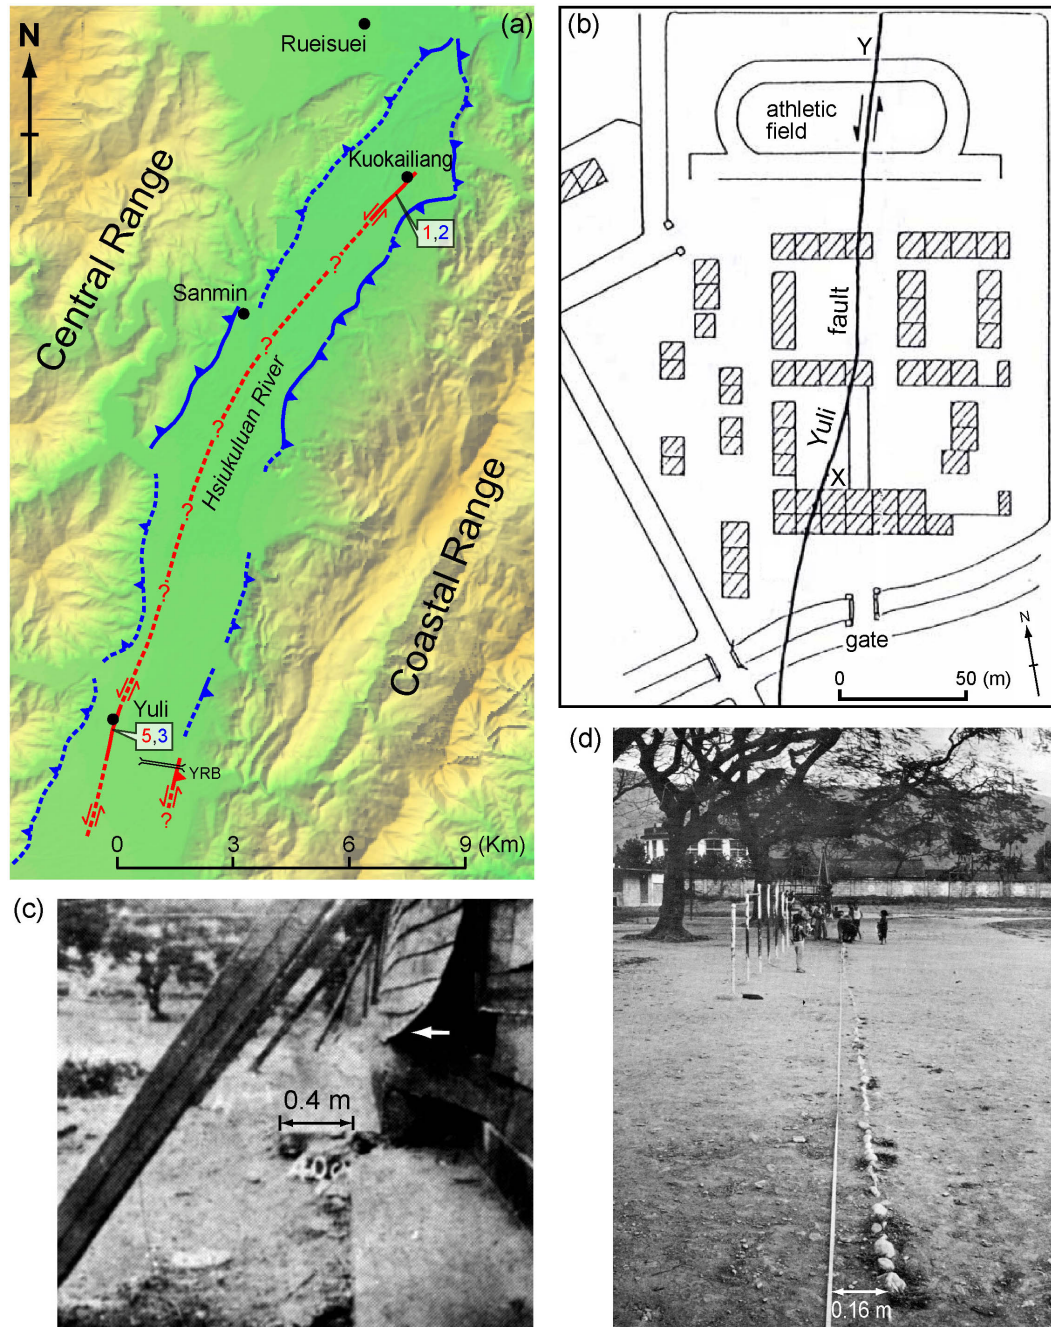 (a)
N
Rueisuei
Kuokailiang
1,2
Central Range
Sanmin
?
?
?
Hsiukuluan River
?
?
Coastal Range
Yuli
5,3
YRB
?
0 3 6 9 (Km)
(b)
Y
athletic
field
fault
Yuli
X
gate
N
0 50 (m)
(c)
0.4 m
(d)
0.16 m